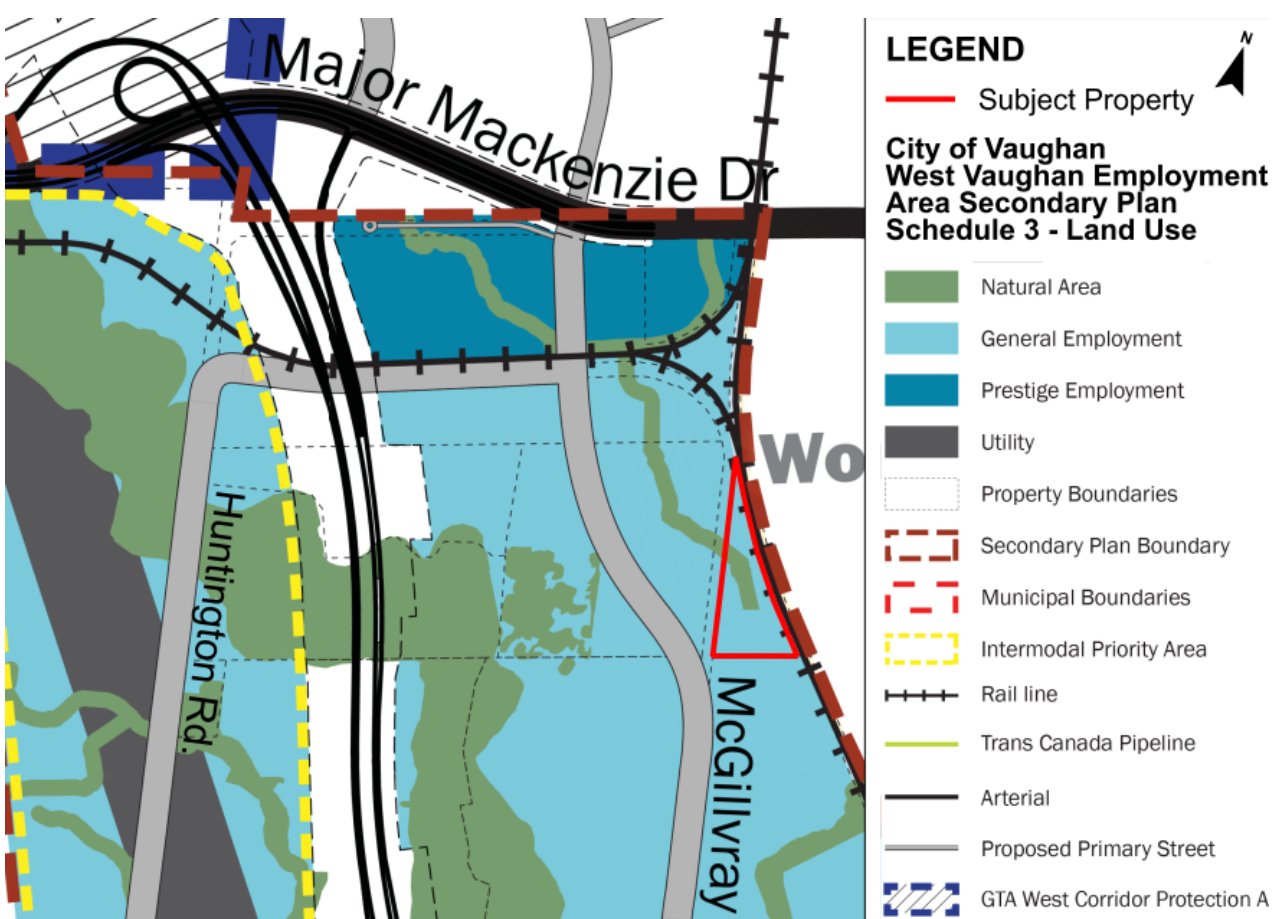 Major Mackenzie Dr
Wo
Huntington Rd.
McGillvray
N
LEGEND
Subject Property
City of Vaughan
West Vaughan Employment
Area Secondary Plan
Schedule 3 - Land Use
Natural Area
General Employment
Prestige Employment
Utility
Property Boundaries
Secondary Plan Boundary
Municipal Boundaries
Intermodal Priority Area
Rail line
Trans Canada Pipeline
Arterial
Proposed Primary Street
GTA West Corridor Protection A